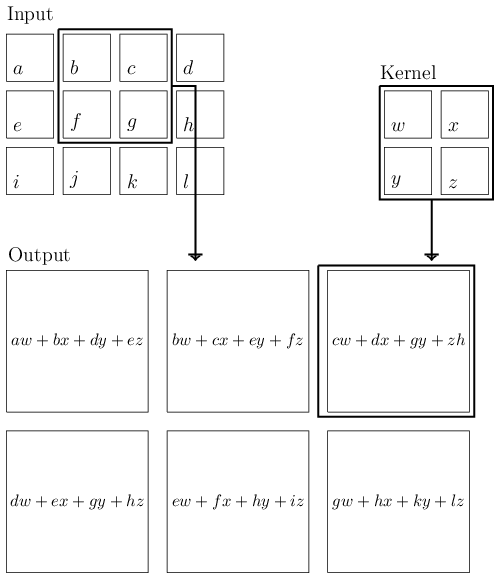 Input
a b c d
Kernel
e f g h
w x
i j k l
y z
Output
aw + bx + dy + ez bw + cx + ey + fz cw + dx + gy + zh
dw + ex + gy + hz ew + fx + hy + iz gw + hx + ky + lz